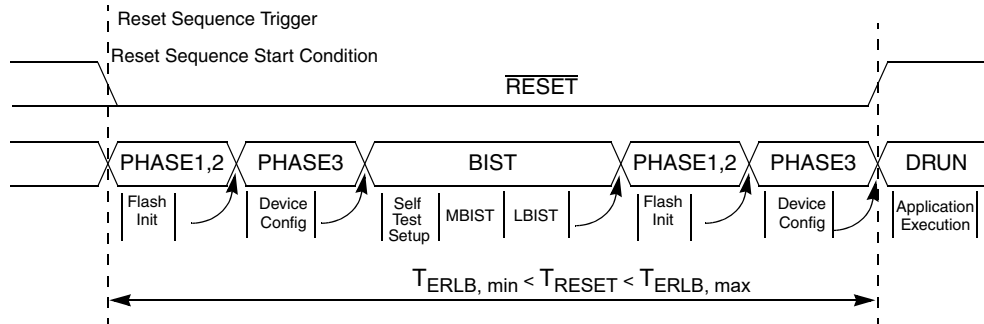 Reset Sequence Trigger
Reset Sequence Start Condition
RESET
PHASE1,2 PHASE3 BIST PHASE1,2 PHASE3 DRUN
Flash Init
Device Config
Self Test Setup
MBIST
LBIST
Flash Init
Device Config
Application Execution
TERLB, min < TRESET < TERLB, max